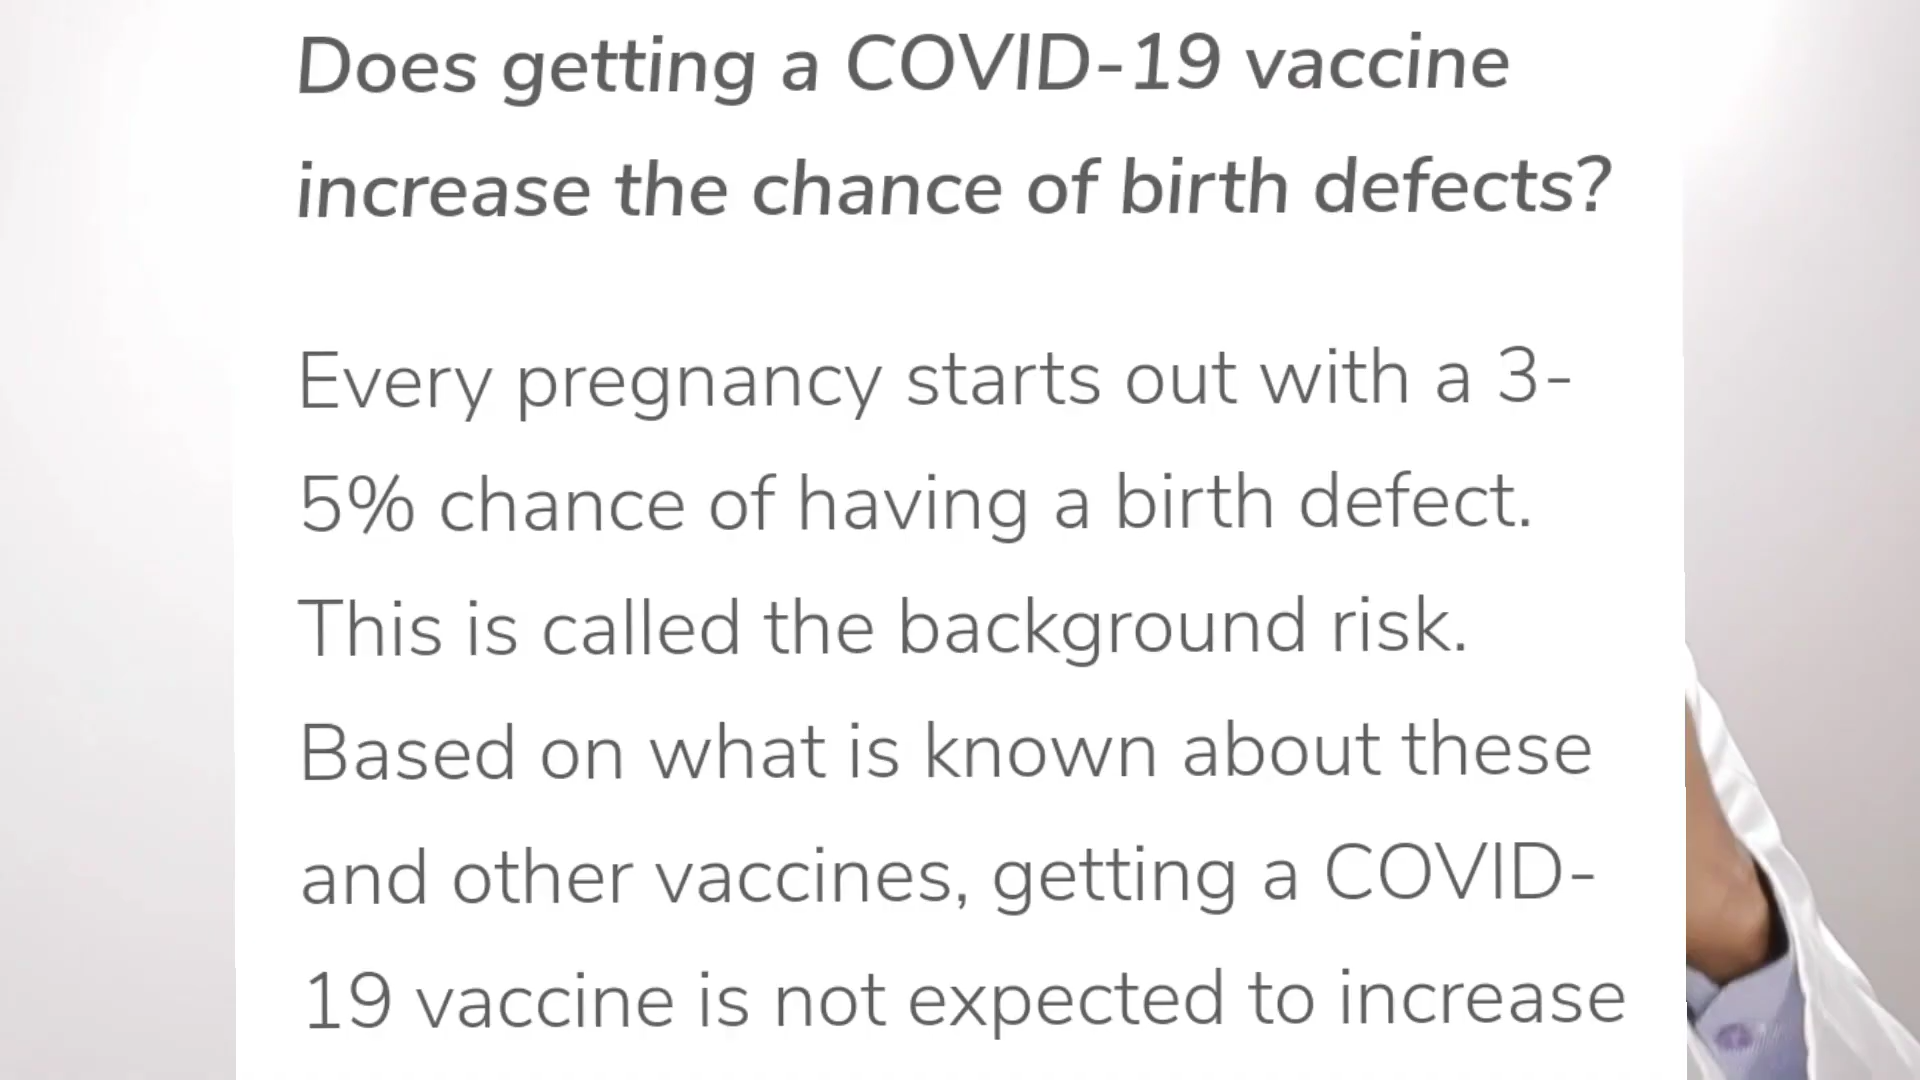 Does getting a COVID-19 vaccine
increase the chance of birth defects?
Every pregnancy starts out with a 3-
5% chance of having a birth defect.
This is called the background risk.
Based on what is known about these
and other vaccines, getting a COVID-
19 vaccine is not expected to increase